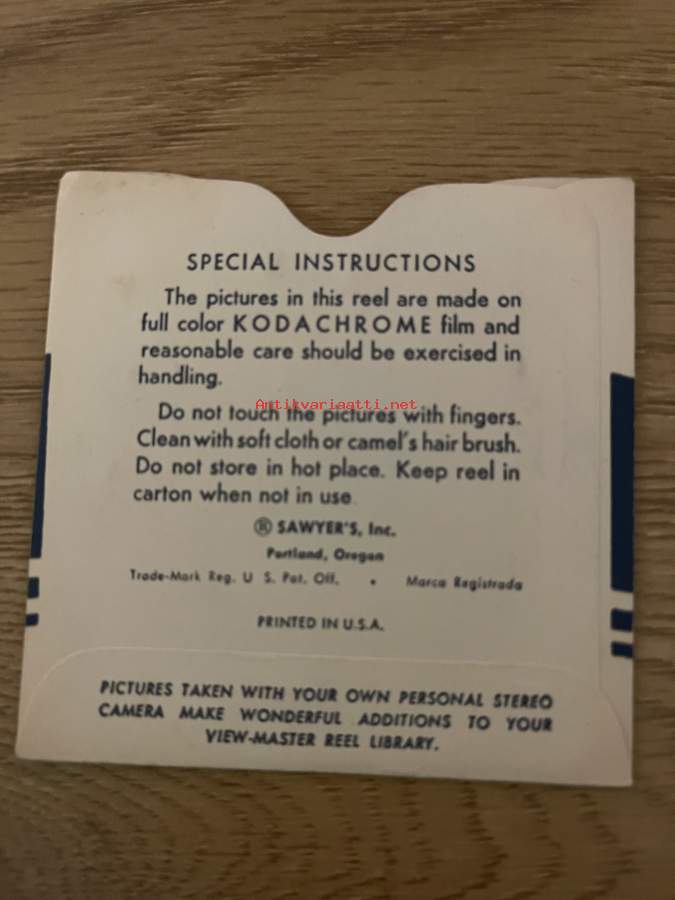 SPECIAL INSTRUCTIONS
The pictures in this reel are made on
full color KODACHROME film and
reasonable care should be exercised in
handling.
Antikvariaatti.net
Do not touch the pictures with fingers.
Clean with soft cloth or camel's hair brush.
Do not store in hot place. Keep reel in
carton when not in use
® SAWYER'S, Inc.
Portland, Oregon
Trade-Mark Reg. U S. Pat. Off. • Marca Registrada
PRINTED IN U.S.A.
PICTURES TAKEN WITH YOUR OWN PERSONAL STEREO
CAMERA MAKE WONDERFUL ADDITIONS TO YOUR
VIEW-MASTER REEL LIBRARY.